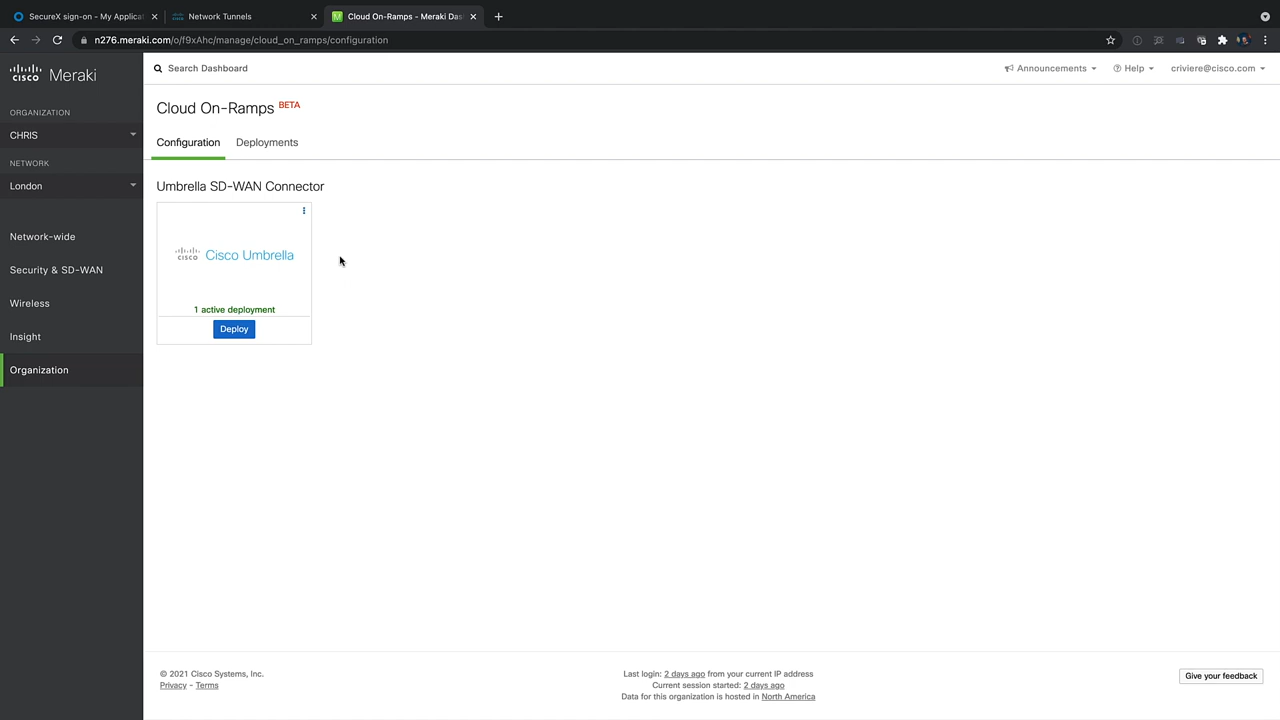 SecureX sign-on - My Applicat
Network Tunnels
Cloud On-Ramps - Meraki Das
n276.meraki.com/o/f9xAhc/manage/cloud_on_ramps/configuration
cisco Meraki
Search Dashboard
Announcements
Help
criviere@cisco.com
ORGANIZATION
CHRIS
NETWORK
London
Network-wide
Security & SD-WAN
Wireless
Insight
Organization
Cloud On-Ramps BETA
Configuration
Deployments
Umbrella SD-WAN Connector
cisco Cisco Umbrella
1 active deployment
Deploy
© 2021 Cisco Systems, Inc.
Privacy - Terms
Last login: 2 days ago from your current IP address
Current session started: 2 days ago
Data for this organization is hosted in North America
Give your feedback